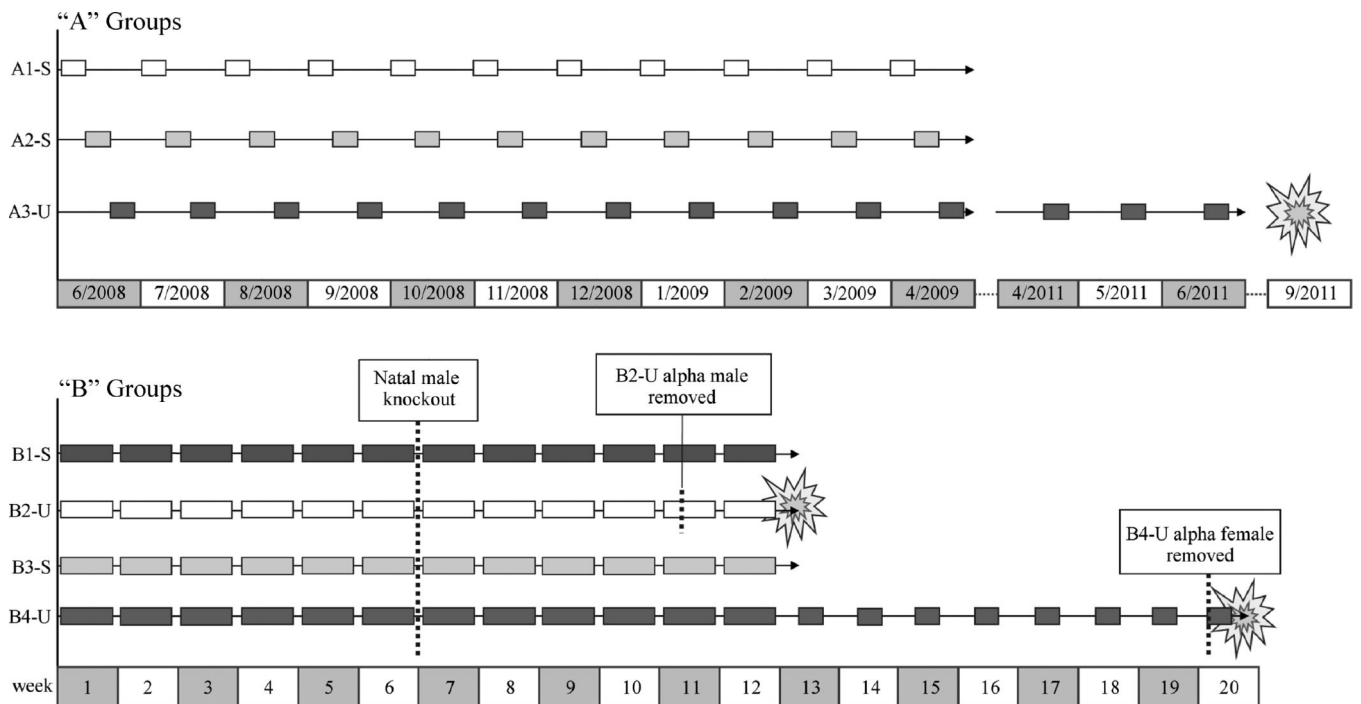 “A” Groups
A1-S
A2-S
A3-U
6/2008 7/2008 8/2008 9/2008 10/2008 11/2008 12/2008 1/2009 2/2009 3/2009 4/2009 4/2011 5/2011 6/2011 9/2011
“B” Groups
Natal male
knockout
B2-U alpha male
removed
B1-S
B2-U
B3-S
B4-U
B4-U alpha female
removed
week 1 2 3 4 5 6 7 8 9 10 11 12 13 14 15 16 17 18 19 20